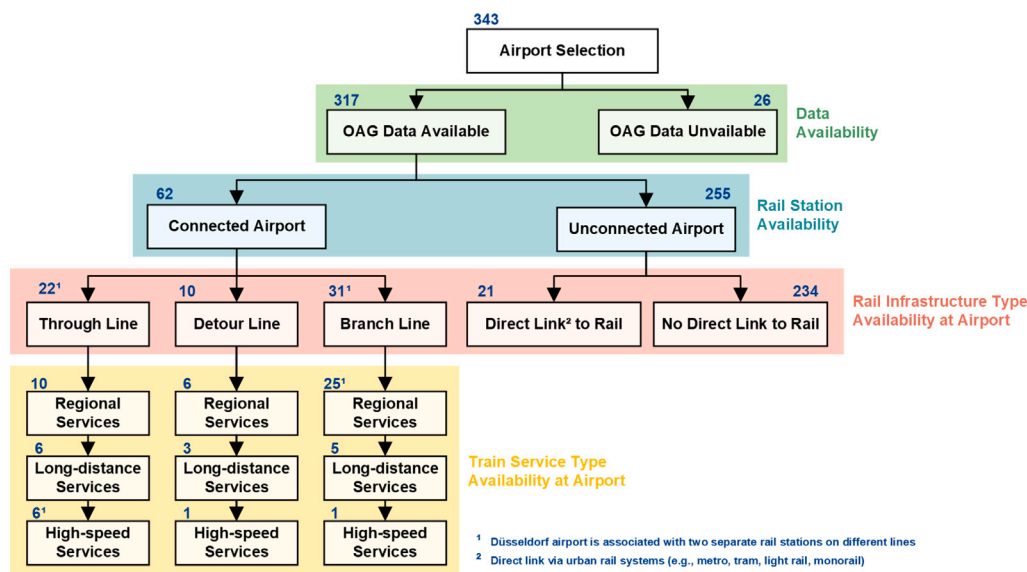 343
Airport Selection
317
OAG Data Available
26
OAG Data Unvailable
Data
Availability
62
Connected Airport
255
Unconnected Airport
Rail Station
Availability
22¹
Through Line
10
Detour Line
31¹
Branch Line
21
Direct Link² to Rail
234
No Direct Link to Rail
Rail Infrastructure Type
Availability at Airport
10
Regional
Services
6
Regional
Services
25¹
Regional
Services
6
Long-distance
Services
3
Long-distance
Services
5
Long-distance
Services
6¹
High-speed
Services
1
High-speed
Services
1
High-speed
Services
Train Service Type
Availability at Airport
¹ Düsseldorf airport is associated with two separate rail stations on different lines
² Direct link via urban rail systems (e.g., metro, tram, light rail, monorail)